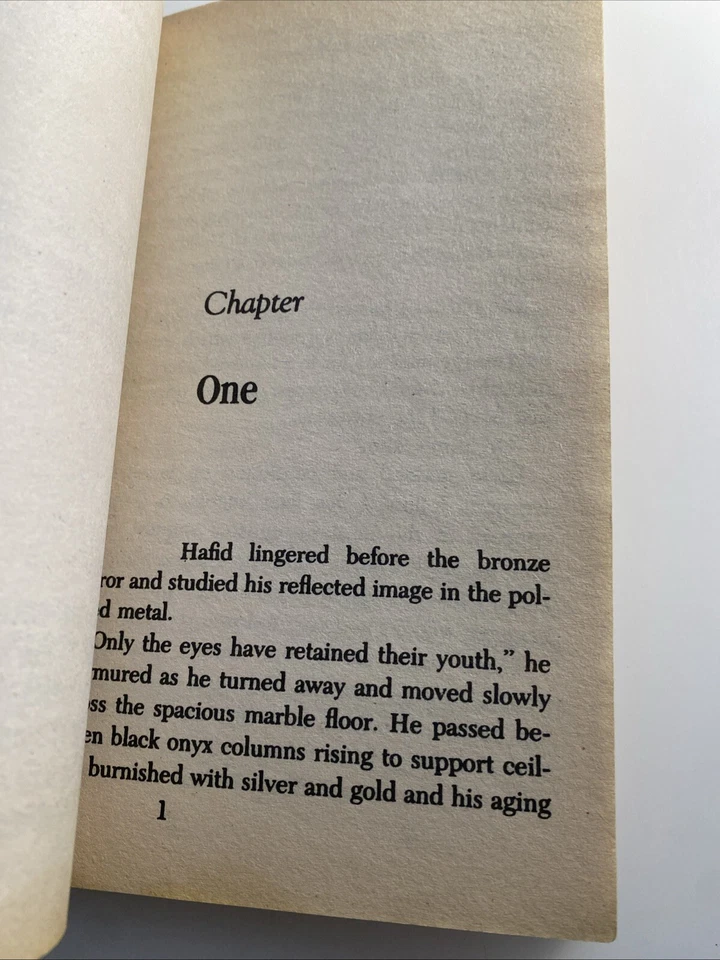 Chapter
One
Hafid lingered before the bronze
ror and studied his reflected image in the pol-
d metal.
Only the eyes have retained their youth,” he
mured as he turned away and moved slowly
ss the spacious marble floor. He passed be-
en black onyx columns rising to support ceil-
burnished with silver and gold and his aging
1